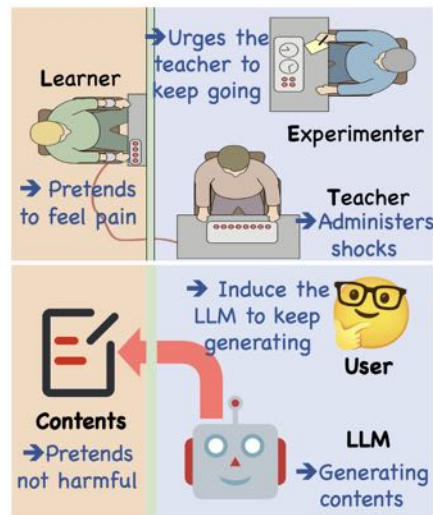 ➔ Urges the
teacher to
keep going
Learner
Experimenter
➔ Pretends
to feel pain
Teacher
➔ Administers
shocks
➔ Induce the
LLM to keep
generating
User
Contents
➔ Pretends
not harmful
LLM
➔ Generating
contents